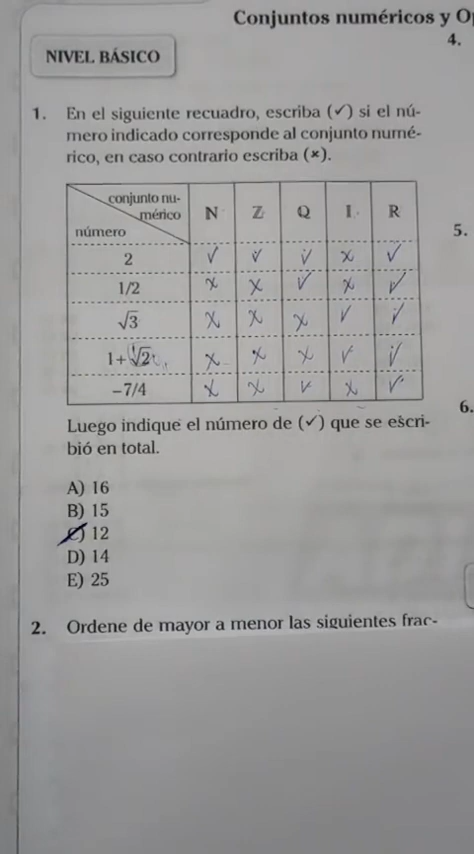 Conjuntos numéricos y O
4.
NIVEL BÁSICO
1. En el siguiente recuadro, escriba (✓) si el nú-
mero indicado corresponde al conjunto numé-
rico, en caso contrario escriba (×).
conjunto nu-
mérico N Z Q I R
número
5.
2 ✓ ✓ ✓ × ✓
1/2 × × ✓ × ✓
√3 × × × ✓ ✓
1+√2 × × × ✓ ✓
−7/4 × × ✓ × ✓
6.
Luego indique el número de (✓) que se escri-
bió en total.
A) 16
B) 15
C) 12
D) 14
E) 25
2. Ordene de mayor a menor las siguientes frac-